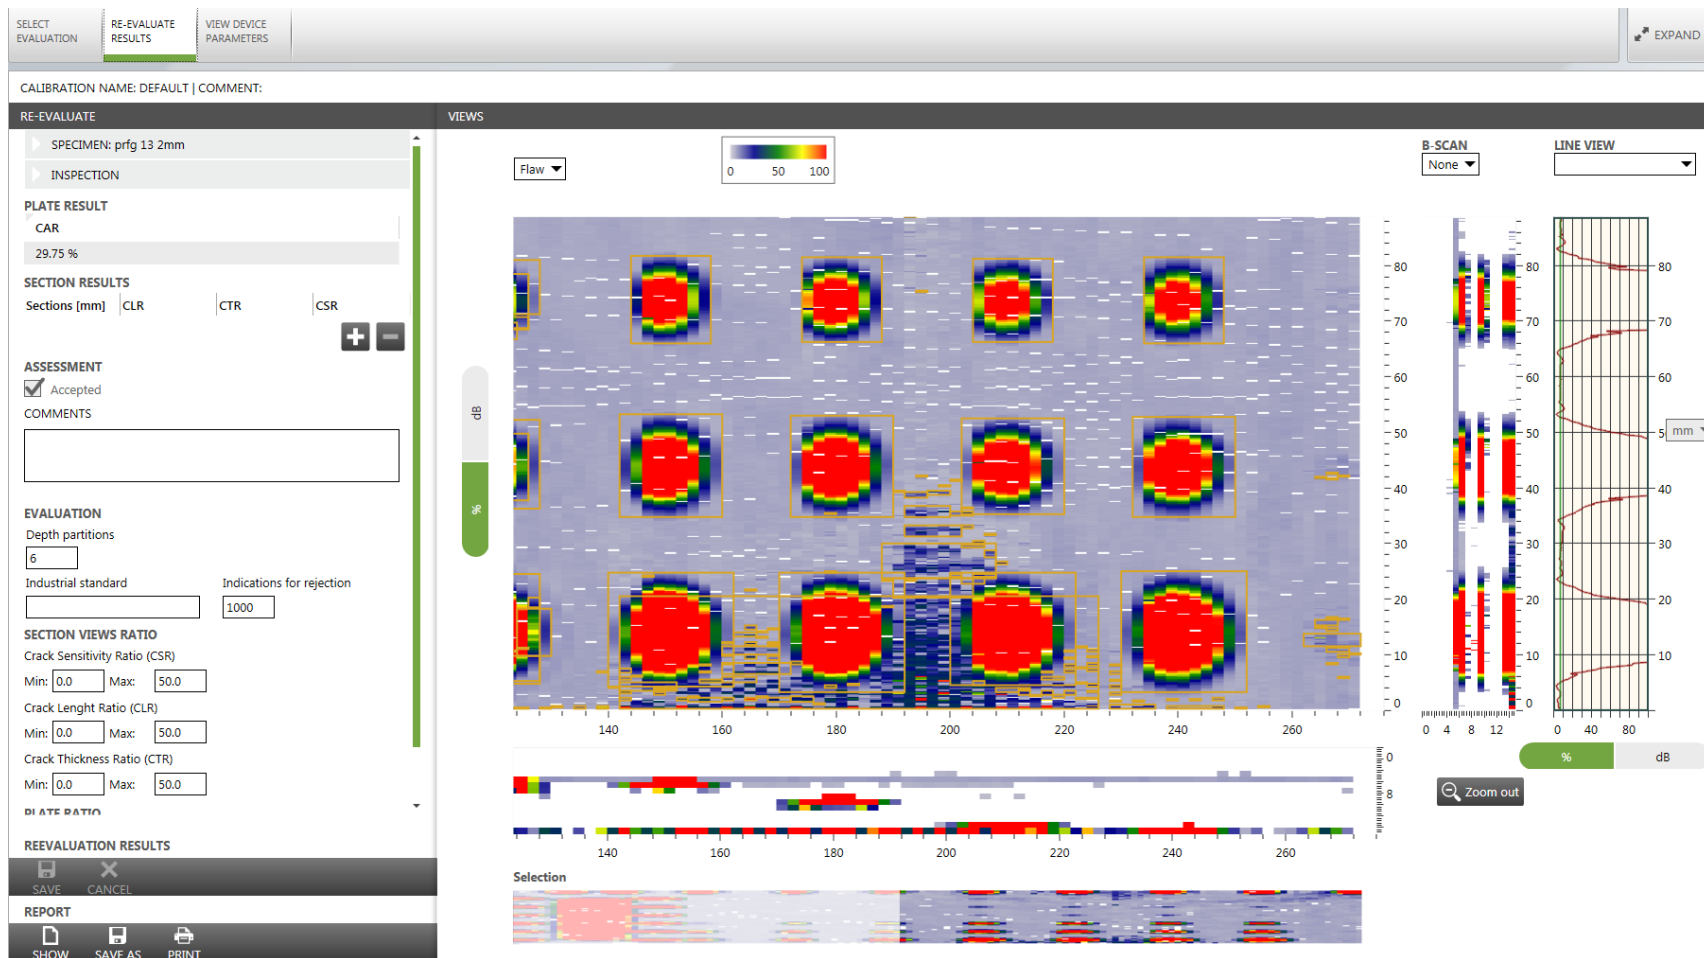 SELECT
EVALUATION
RE-EVALUATE
RESULTS
VIEW DEVICE
PARAMETERS
EXPAND
CALIBRATION NAME: DEFAULT | COMMENT:
RE-EVALUATE
SPECIMEN: prfg 13 2mm
INSPECTION
PLATE RESULT
CAR
29.75 %
SECTION RESULTS
Sections [mm] CLR CTR CSR
ASSESSMENT
Accepted
COMMENTS
EVALUATION
Depth partitions
6
Industrial standard Indications for rejection
1000
SECTION VIEWS RATIO
Crack Sensitivity Ratio (CSR)
Min: 0.0 Max: 50.0
Crack Lenght Ratio (CLR)
Min: 0.0 Max: 50.0
Crack Thickness Ratio (CTR)
Min: 0.0 Max: 50.0
PLATE RATIO
REEVALUATION RESULTS
SAVE CANCEL
REPORT
SHOW SAVE AS PRINT
VIEWS
Flaw
0 50 100
dB
%
80
70
60
50
40
30
20
10
0
140 160 180 200 220 240 260
0
8
140 160 180 200 220 240 260
Selection
B-SCAN
None
80
70
60
50
40
30
20
10
0
0 4 8 12
LINE VIEW
80
70
60
5
mm
40
30
20
10
0 40 80
% dB
Zoom out